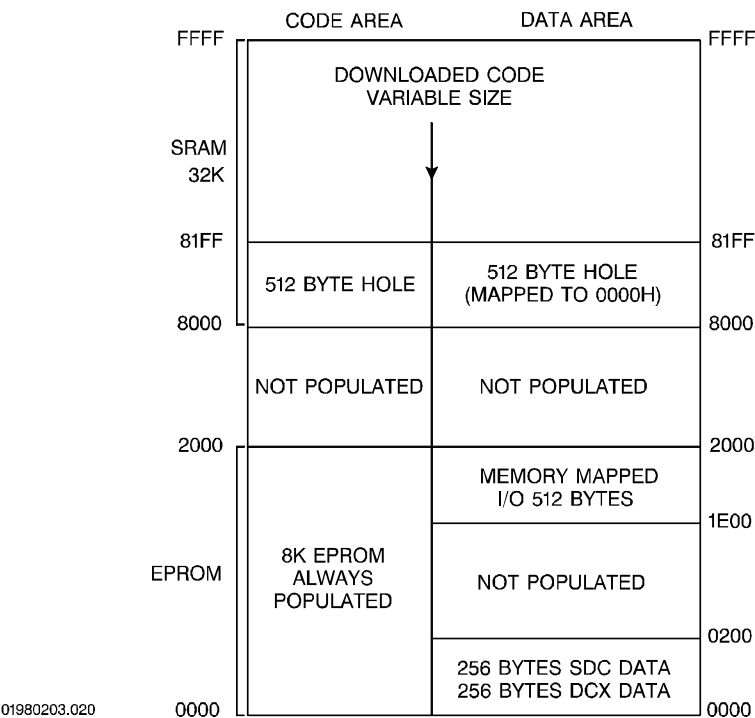 CODE AREA DATA AREA
FFFF FFFF
DOWNLOADED CODE
VARIABLE SIZE
SRAM
32K
81FF 81FF
512 BYTE HOLE
512 BYTE HOLE
(MAPPED TO 0000H)
8000 8000
NOT POPULATED NOT POPULATED
2000 2000
MEMORY MAPPED
I/O 512 BYTES
1E00
EPROM
8K EPROM
ALWAYS
POPULATED
NOT POPULATED
0200
256 BYTES SDC DATA
256 BYTES DCX DATA
01980203.020 0000 0000